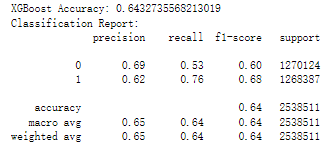 XGBoost Accuracy: 0.6432735568213019
Classification Report:
precision recall f1-score support
0 0.69 0.53 0.60 1270124
1 0.62 0.76 0.68 1268387
accuracy 0.64 2538511
macro avg 0.65 0.64 0.64 2538511
weighted avg 0.65 0.64 0.64 2538511